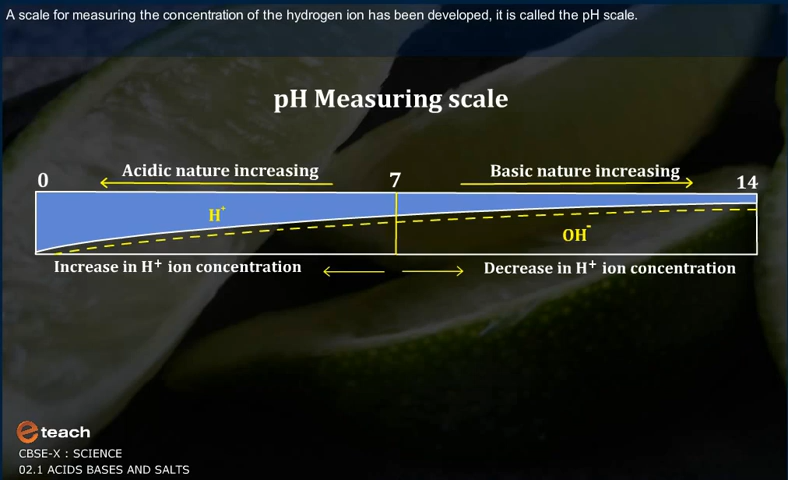 A scale for measuring the concentration of the hydrogen ion has been developed, it is called the pH scale.
pH Measuring scale
0 Acidic nature increasing 7 Basic nature increasing 14
H⁺
OH⁻
Increase in H⁺ ion concentration Decrease in H⁺ ion concentration
e teach
CBSE-X : SCIENCE
02.1 ACIDS BASES AND SALTS